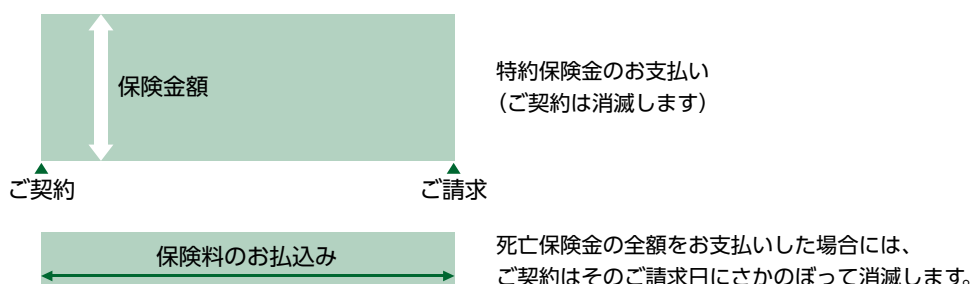 保険金額
特約保険金のお支払い
（ご契約は消滅します）
ご契約
ご請求
保険料のお払込み
死亡保険金の全額をお支払いした場合には、
ご契約はそのご請求日にさかのぼって消滅します。